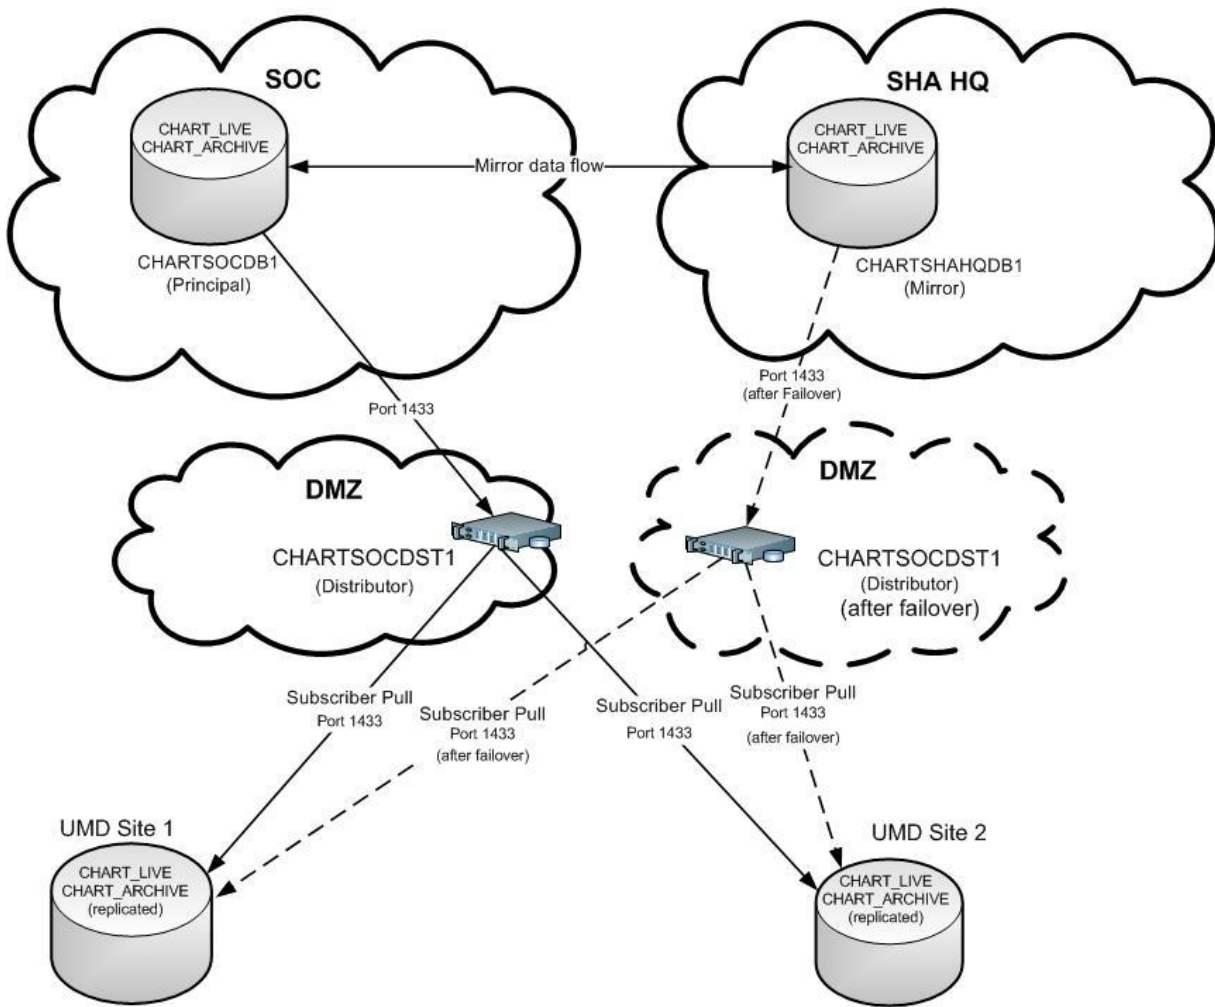 SOC
CHART_LIVE
CHART_ARCHIVE
CHARTSOCDB1
(Principal)
Mirror data flow
SHA HQ
CHART_LIVE
CHART_ARCHIVE
CHARTSHAHQDB1
(Mirror)
Port 1433
Port 1433
(after Failover)
DMZ
CHARTSOCDST1
(Distributor)
DMZ
CHARTSOCDST1
(Distributor)
(after failover)
Subscriber Pull
Port 1433
Subscriber Pull
Port 1433
(after failover)
Subscriber Pull
Port 1433
Subscriber Pull
Port 1433
(after failover)
UMD Site 1
CHART_LIVE
CHART_ARCHIVE
(replicated)
UMD Site 2
CHART_LIVE
CHART_ARCHIVE
(replicated)